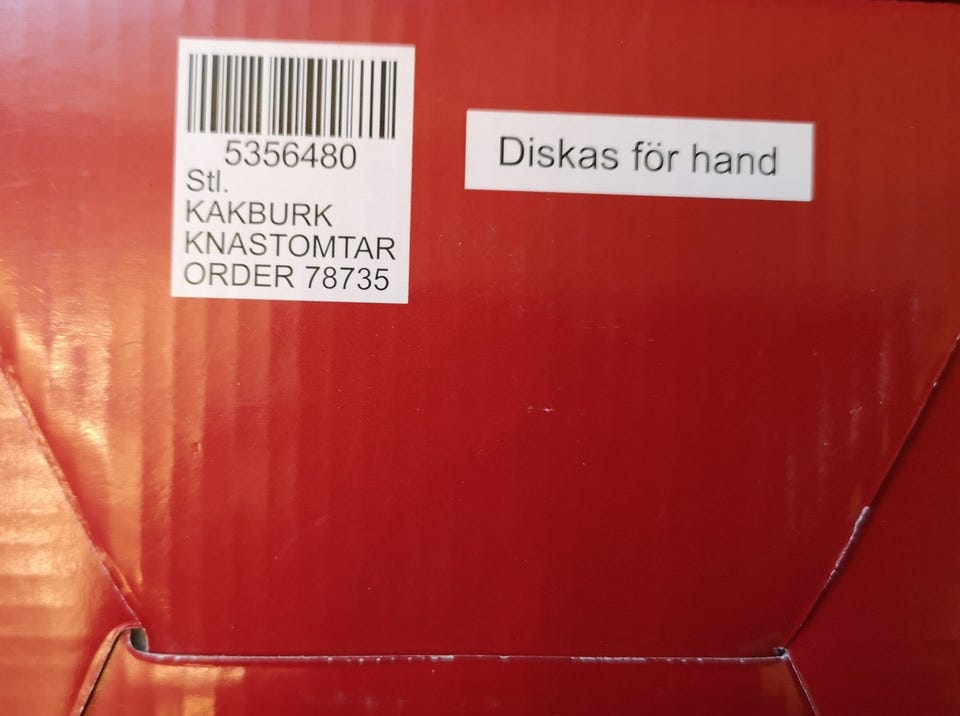 5356480
Stl.
KAKBURK
KNASTOMTAR
ORDER 78735
Diskas för hand